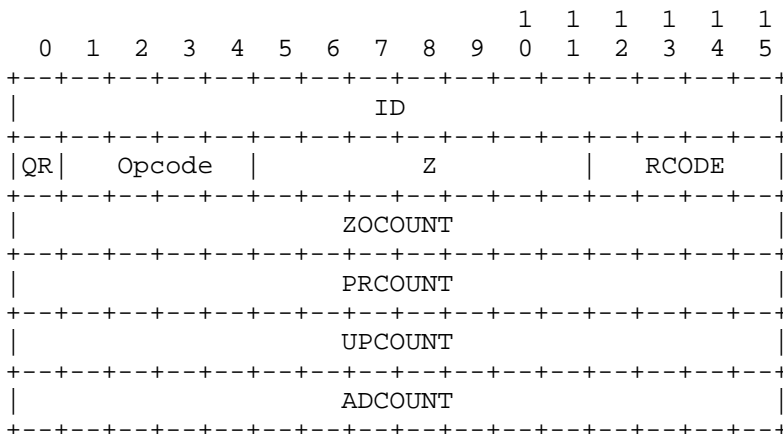 1  1  1  1  1  1
   0  1  2  3  4  5  6  7  8  9  0  1  2  3  4  5
+--+--+--+--+--+--+--+--+--+--+--+--+--+--+--+--+
|                      ID                       |
+--+--+--+--+--+--+--+--+--+--+--+--+--+--+--+--+
|QR|   Opcode  |          Z         |   RCODE   |
+--+--+--+--+--+--+--+--+--+--+--+--+--+--+--+--+
|                    ZOCOUNT                    |
+--+--+--+--+--+--+--+--+--+--+--+--+--+--+--+--+
|                    PRCOUNT                    |
+--+--+--+--+--+--+--+--+--+--+--+--+--+--+--+--+
|                    UPCOUNT                    |
+--+--+--+--+--+--+--+--+--+--+--+--+--+--+--+--+
|                    ADCOUNT                    |
+--+--+--+--+--+--+--+--+--+--+--+--+--+--+--+--+